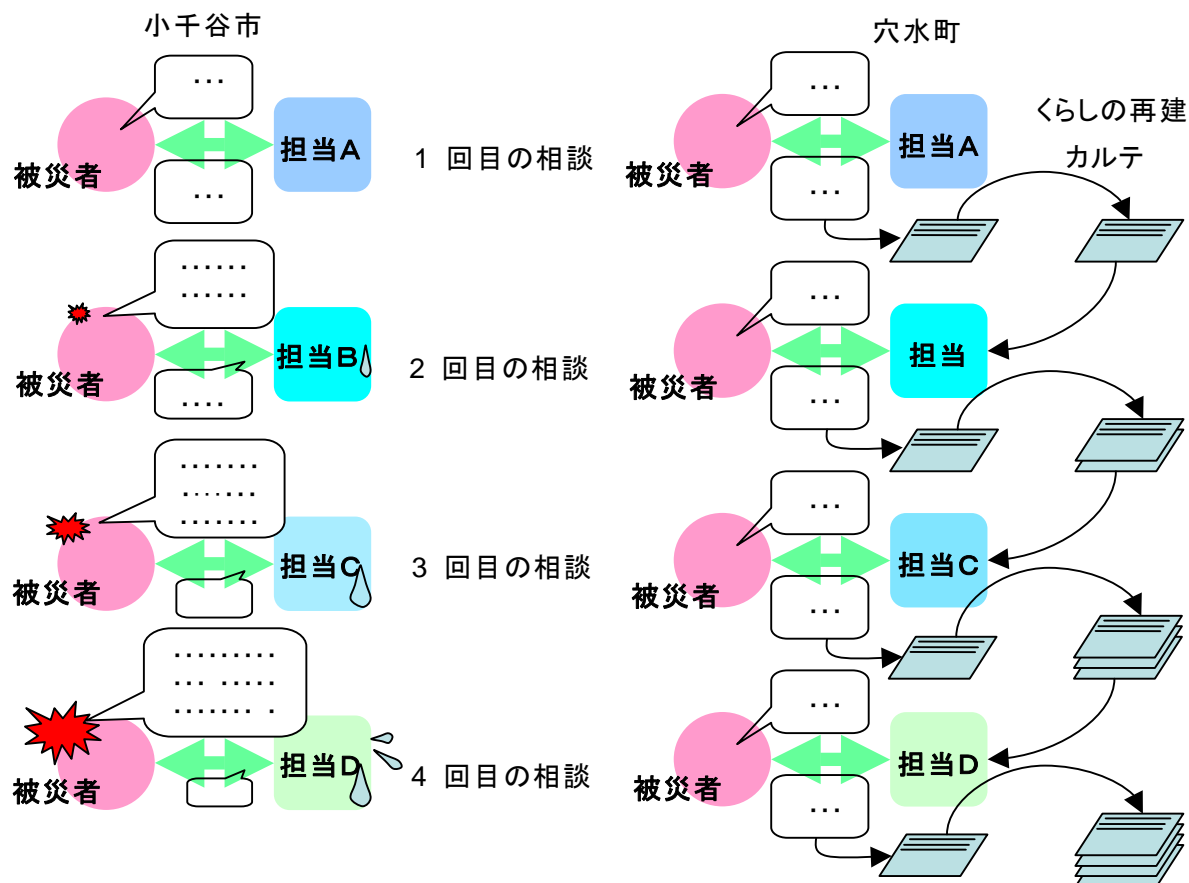 小千谷市
穴水町
くらしの再建
カルテ
...
被災者
担当A
...
1 回目の相談
...
被災者
担当A
...
......
......
被災者
担当B
....
2 回目の相談
...
被災者
担当
...
.......
.......
.......
被災者
担当C
3 回目の相談
...
被災者
担当C
...
.........
... .....
....... .
被災者
担当D
4 回目の相談
...
被災者
担当D
...